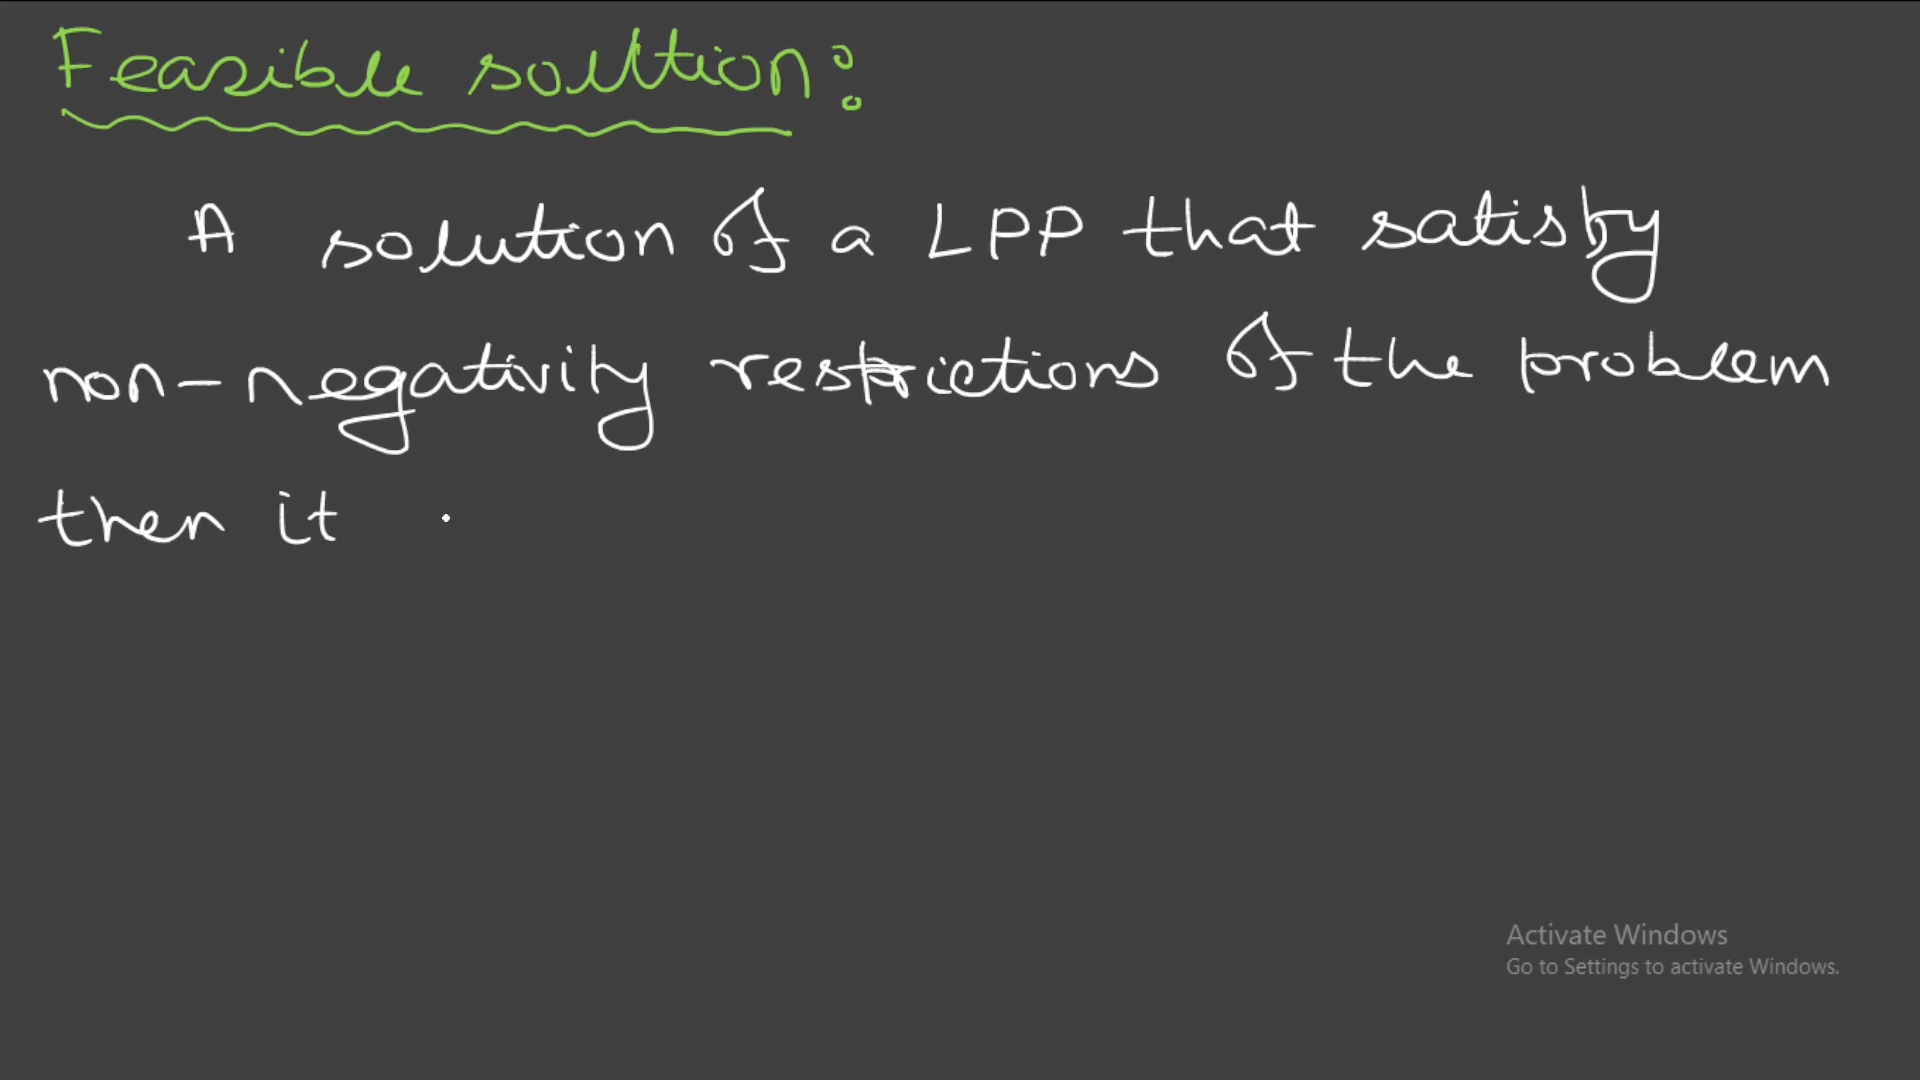 Feasible soultion:
A solution of a LPP that satisfy
non-negativity restrictions of the problem
then it
Activate Windows
Go to Settings to activate Windows.